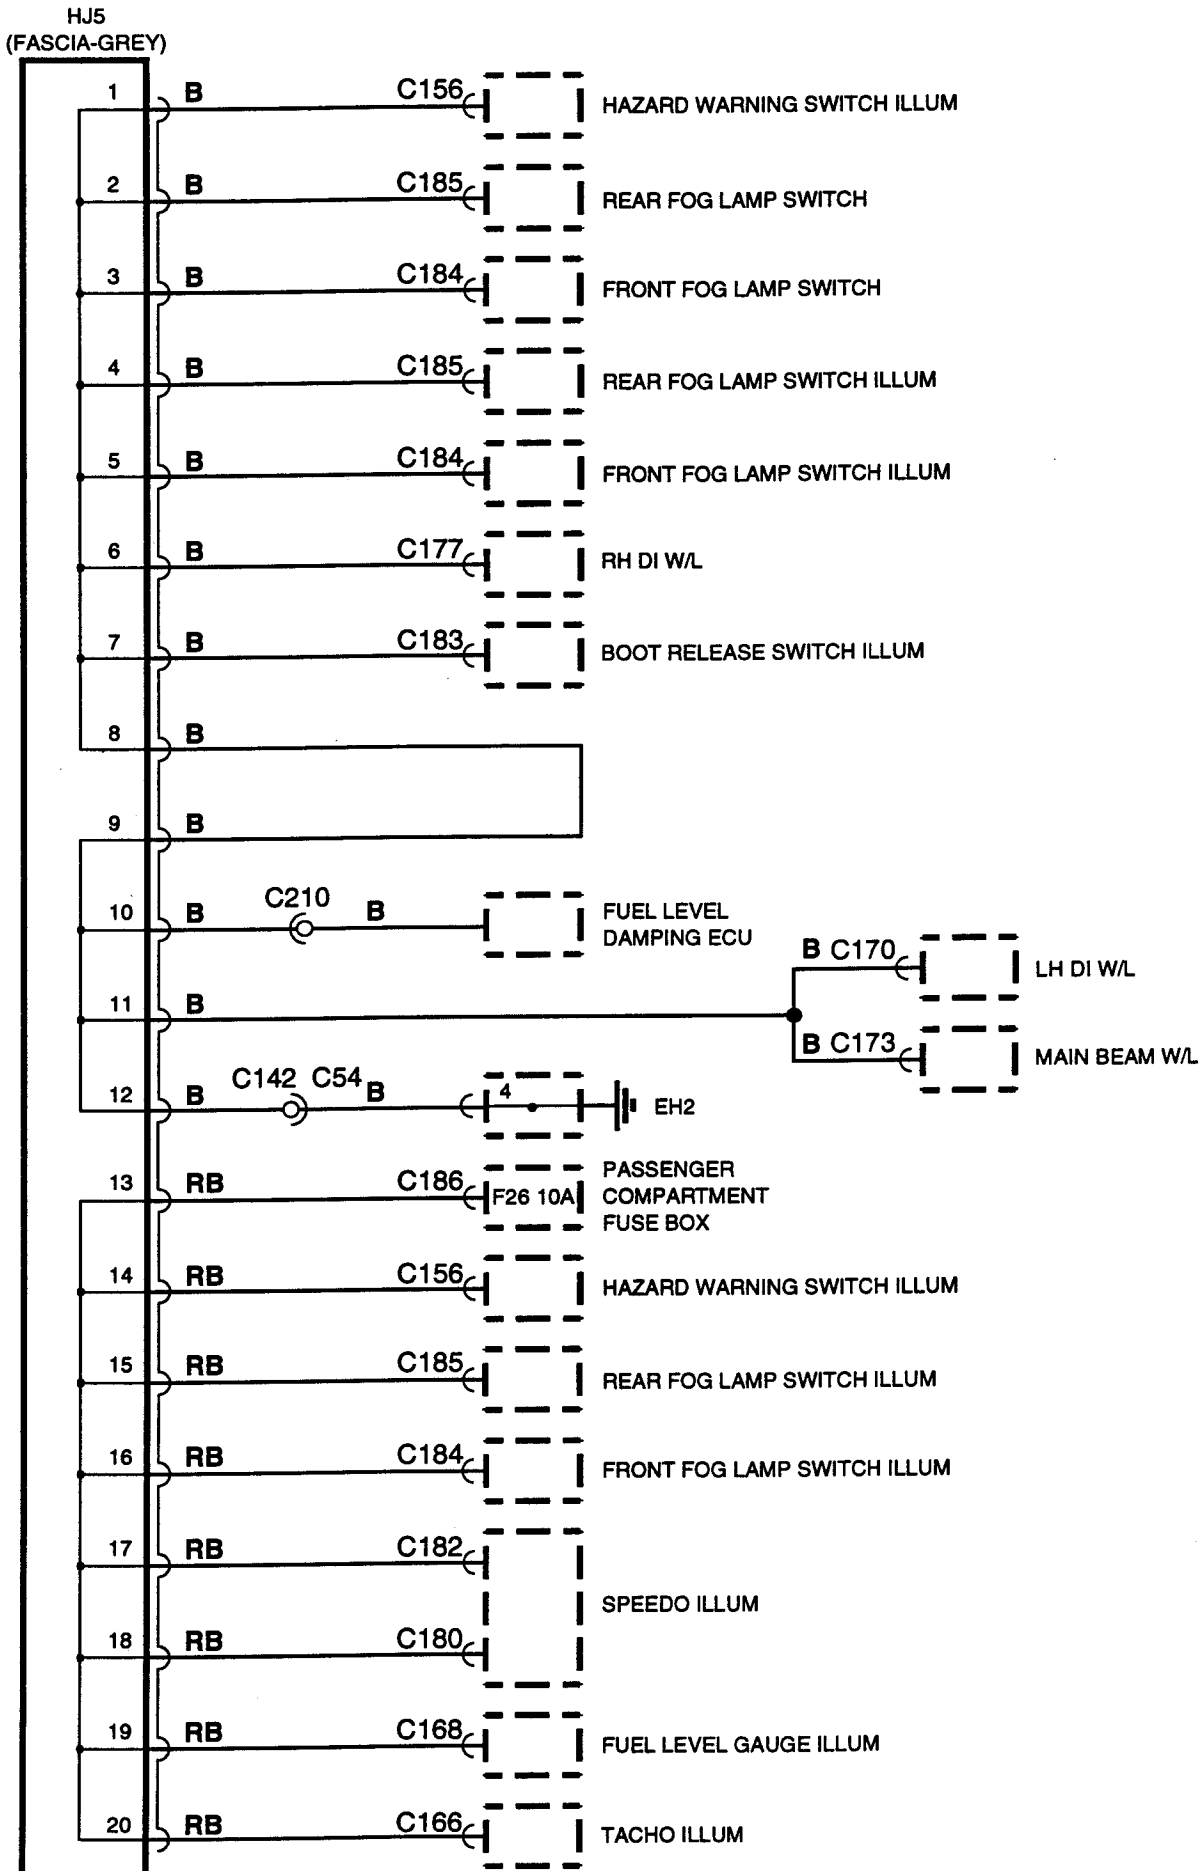 HJ5
(FASCIA-GREY)
1 B C156 HAZARD WARNING SWITCH ILLUM
2 B C185 REAR FOG LAMP SWITCH
3 B C184 FRONT FOG LAMP SWITCH
4 B C185 REAR FOG LAMP SWITCH ILLUM
5 B C184 FRONT FOG LAMP SWITCH ILLUM
6 B C177 RH DI W/L
7 B C183 BOOT RELEASE SWITCH ILLUM
8 B
9 B
10 B C210 B FUEL LEVEL
DAMPING ECU
B C170 LH DI W/L
11 B
B C173 MAIN BEAM W/L
12 B C142 C54 B 4 EH2
13 RB C186 F26 10A PASSENGER
COMPARTMENT
FUSE BOX
14 RB C156 HAZARD WARNING SWITCH ILLUM
15 RB C185 REAR FOG LAMP SWITCH ILLUM
16 RB C184 FRONT FOG LAMP SWITCH ILLUM
17 RB C182
SPEEDO ILLUM
18 RB C180
19 RB C168 FUEL LEVEL GAUGE ILLUM
20 RB C166 TACHO ILLUM